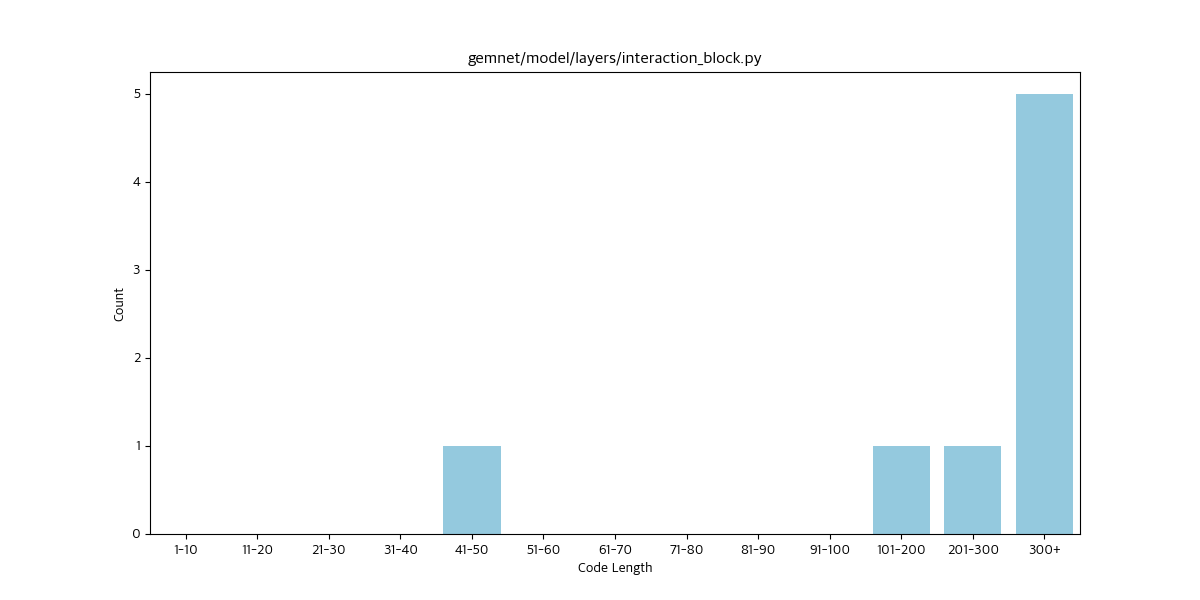 gemnet/model/layers/interaction_block.py
5
4
3
2
1
0
Count
1-10 11-20 21-30 31-40 41-50 51-60 61-70 71-80 81-90 91-100 101-200 201-300 300+
Code Length